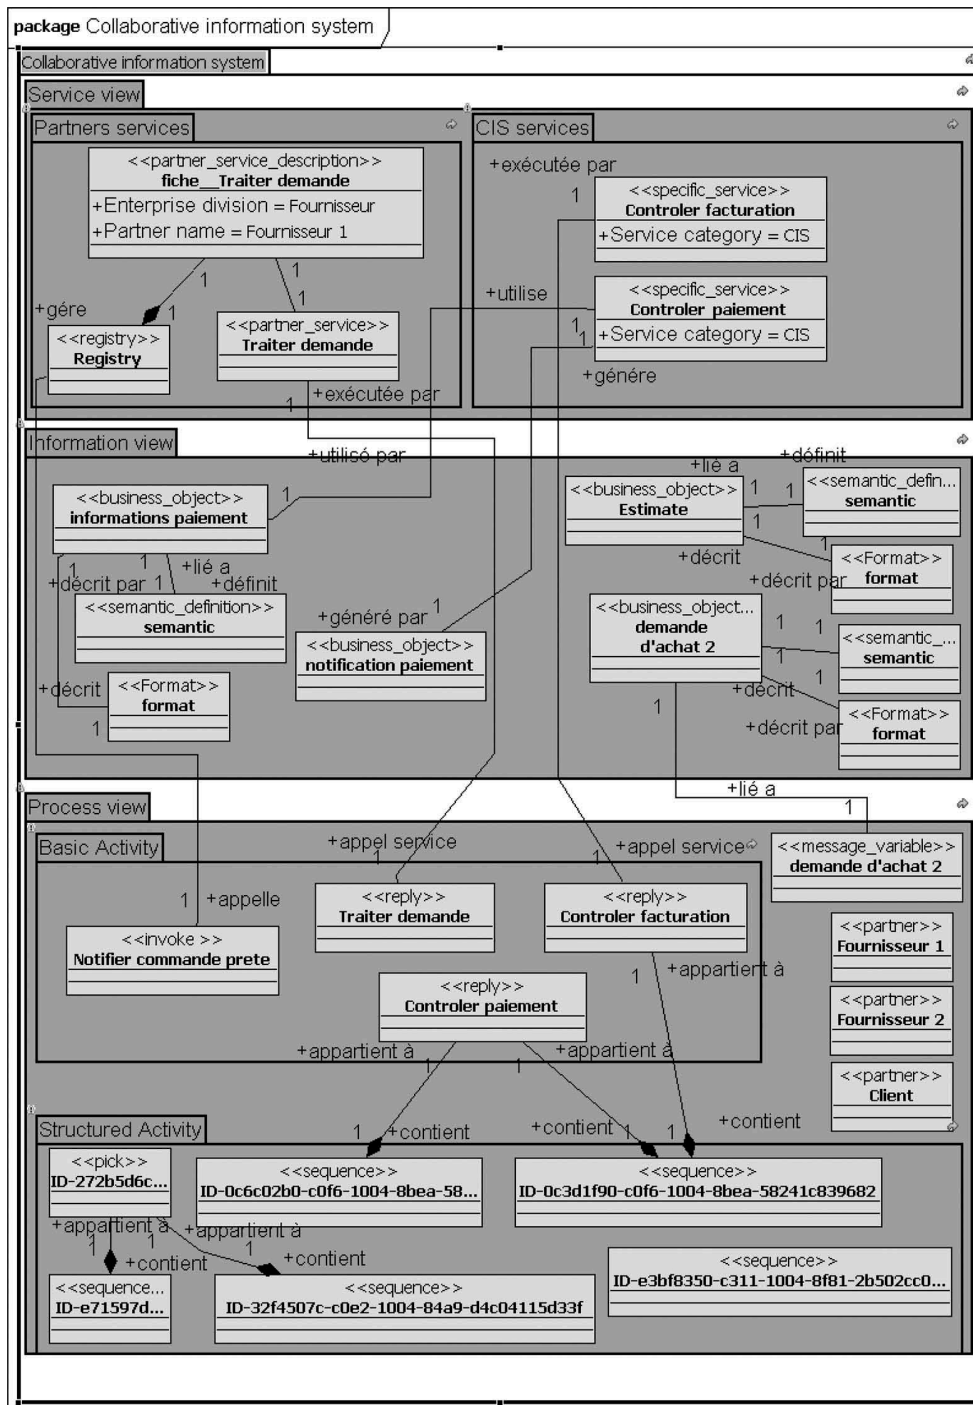 package Collaborative information system
Collaborative information system
Service view
Partners services
<<partner_service_description>>
fiche__Traiter demande
+Enterprise division = Fournisseur
+Partner name = Fournisseur 1
1
1
+gére
1
1
<<registry>>
Registry
<<partner_service>>
Traiter demande
+exécutée par
1
CIS services
+exécutée par
1
<<specific_service>>
Controler facturation
+Service category = CIS
+utilise
<<specific_service>>
Controler paiement
+Service category = CIS
1
1
+génére
Information view
+utilisé par
1
<<business_object>>
informations paiement
1
1
+lié a
+décrit par
1
+définit
<<semantic_definition>>
semantic
+décrit
1
<<Format>>
format
+généré par
1
<<business_object>>
notification paiement
+lié a
+définit
1
1
<<business_object>>
Estimate
<<semantic_defin...
semantic
1
1
+décrit
+décrit par
<<Format>>
format
<<business_object...
demande
d'achat 2
1
1
<<semantic_...
semantic
1
1
+décrit
+décrit par
<<Format>>
format
1
+lié a
1
Process view
Basic Activity
+appel service
1
1
+appel service
1
+appelle
<<invoke >>
Notifier commande prete
<<reply>>
Traiter demande
<<reply>>
Controler facturation
1
+appartient à
<<reply>>
Controler paiement
+appartient à
1
1
+appartient à
<<message_variable>>
demande d'achat 2
<<partner>>
Fournisseur 1
<<partner>>
Fournisseur 2
<<partner>>
Client
Structured Activity
1
+contient
+contient
1
1
+contient
<<pick>>
ID-272b5d6c...
<<sequence>>
ID-0c6c02b0-c0f6-1004-8bea-58...
<<sequence>>
ID-0c3d1f90-c0f6-1004-8bea-58241c839682
+appartient à
1
1
+appartient à
1
+contient
+contient
<<sequence...
ID-e71597d...
<<sequence>>
ID-32f4507c-c0e2-1004-84a9-d4c04115d33f
<<sequence>>
ID-e3bf8350-c311-1004-8f81-2b502cc0...